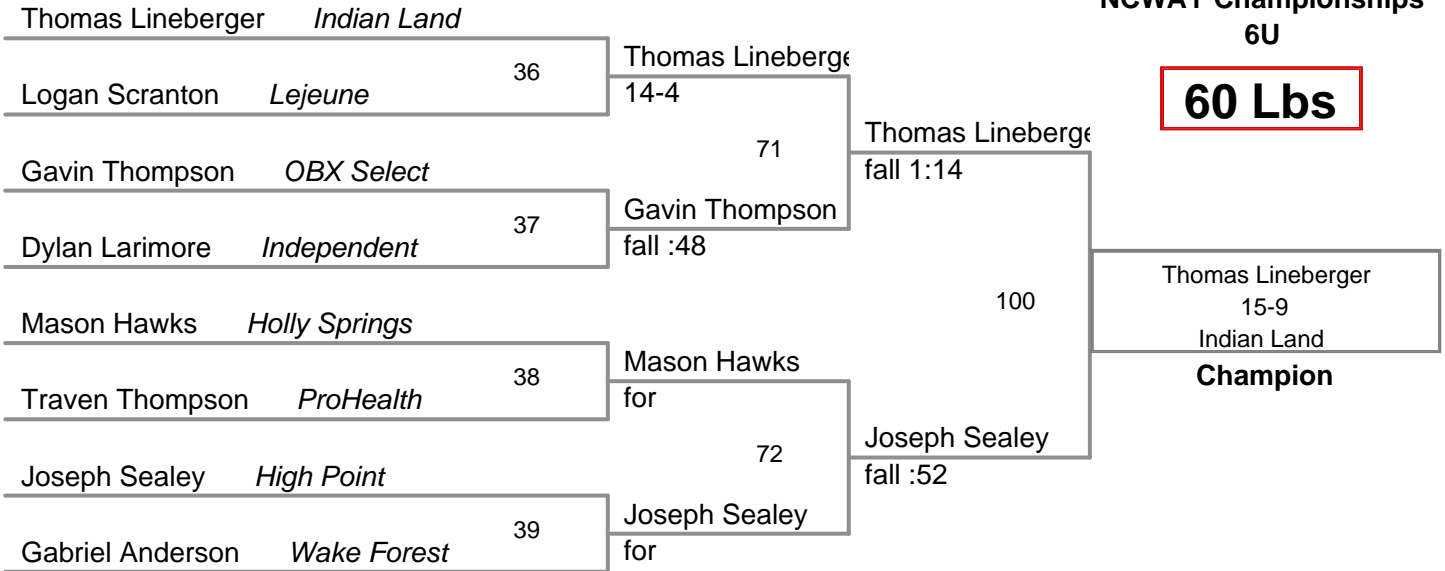 NCWAY Championships
6U
60 Lbs
Thomas Lineberger Indian Land
36
Logan Scranton Lejeune
Thomas Lineberge
14-4
71
Gavin Thompson OBX Select
37
Dylan Larimore Independent
Gavin Thompson
fall :48
Thomas Lineberge
fall 1:14
100
Mason Hawks Holly Springs
38
Traven Thompson ProHealth
Mason Hawks
for
72
Joseph Sealey High Point
39
Gabriel Anderson Wake Forest
Joseph Sealey
for
Joseph Sealey
fall :52
Thomas Lineberger
15-9
Indian Land
Champion